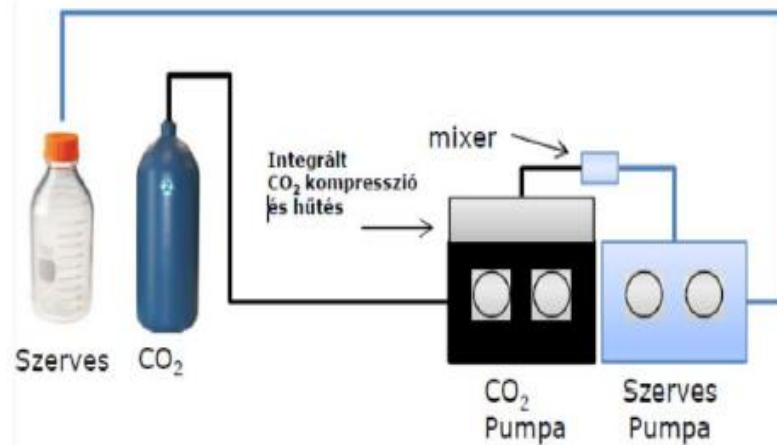 mixer
Integrált
CO₂ kompresszió
és hűtés
Szerves
CO₂
CO₂
Pumpa
Szerves
Pumpa